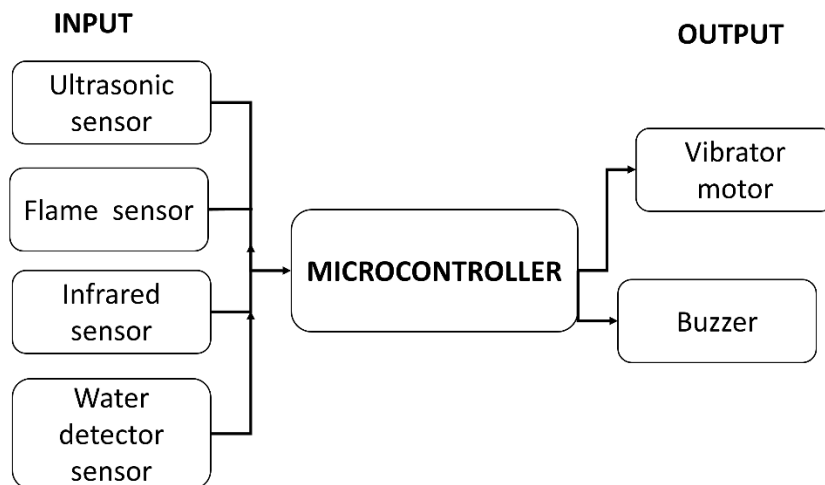 INPUT
Ultrasonic
sensor
Flame sensor
Infrared
sensor
Water
detector
sensor
MICROCONTROLLER
OUTPUT
Vibrator
motor
Buzzer